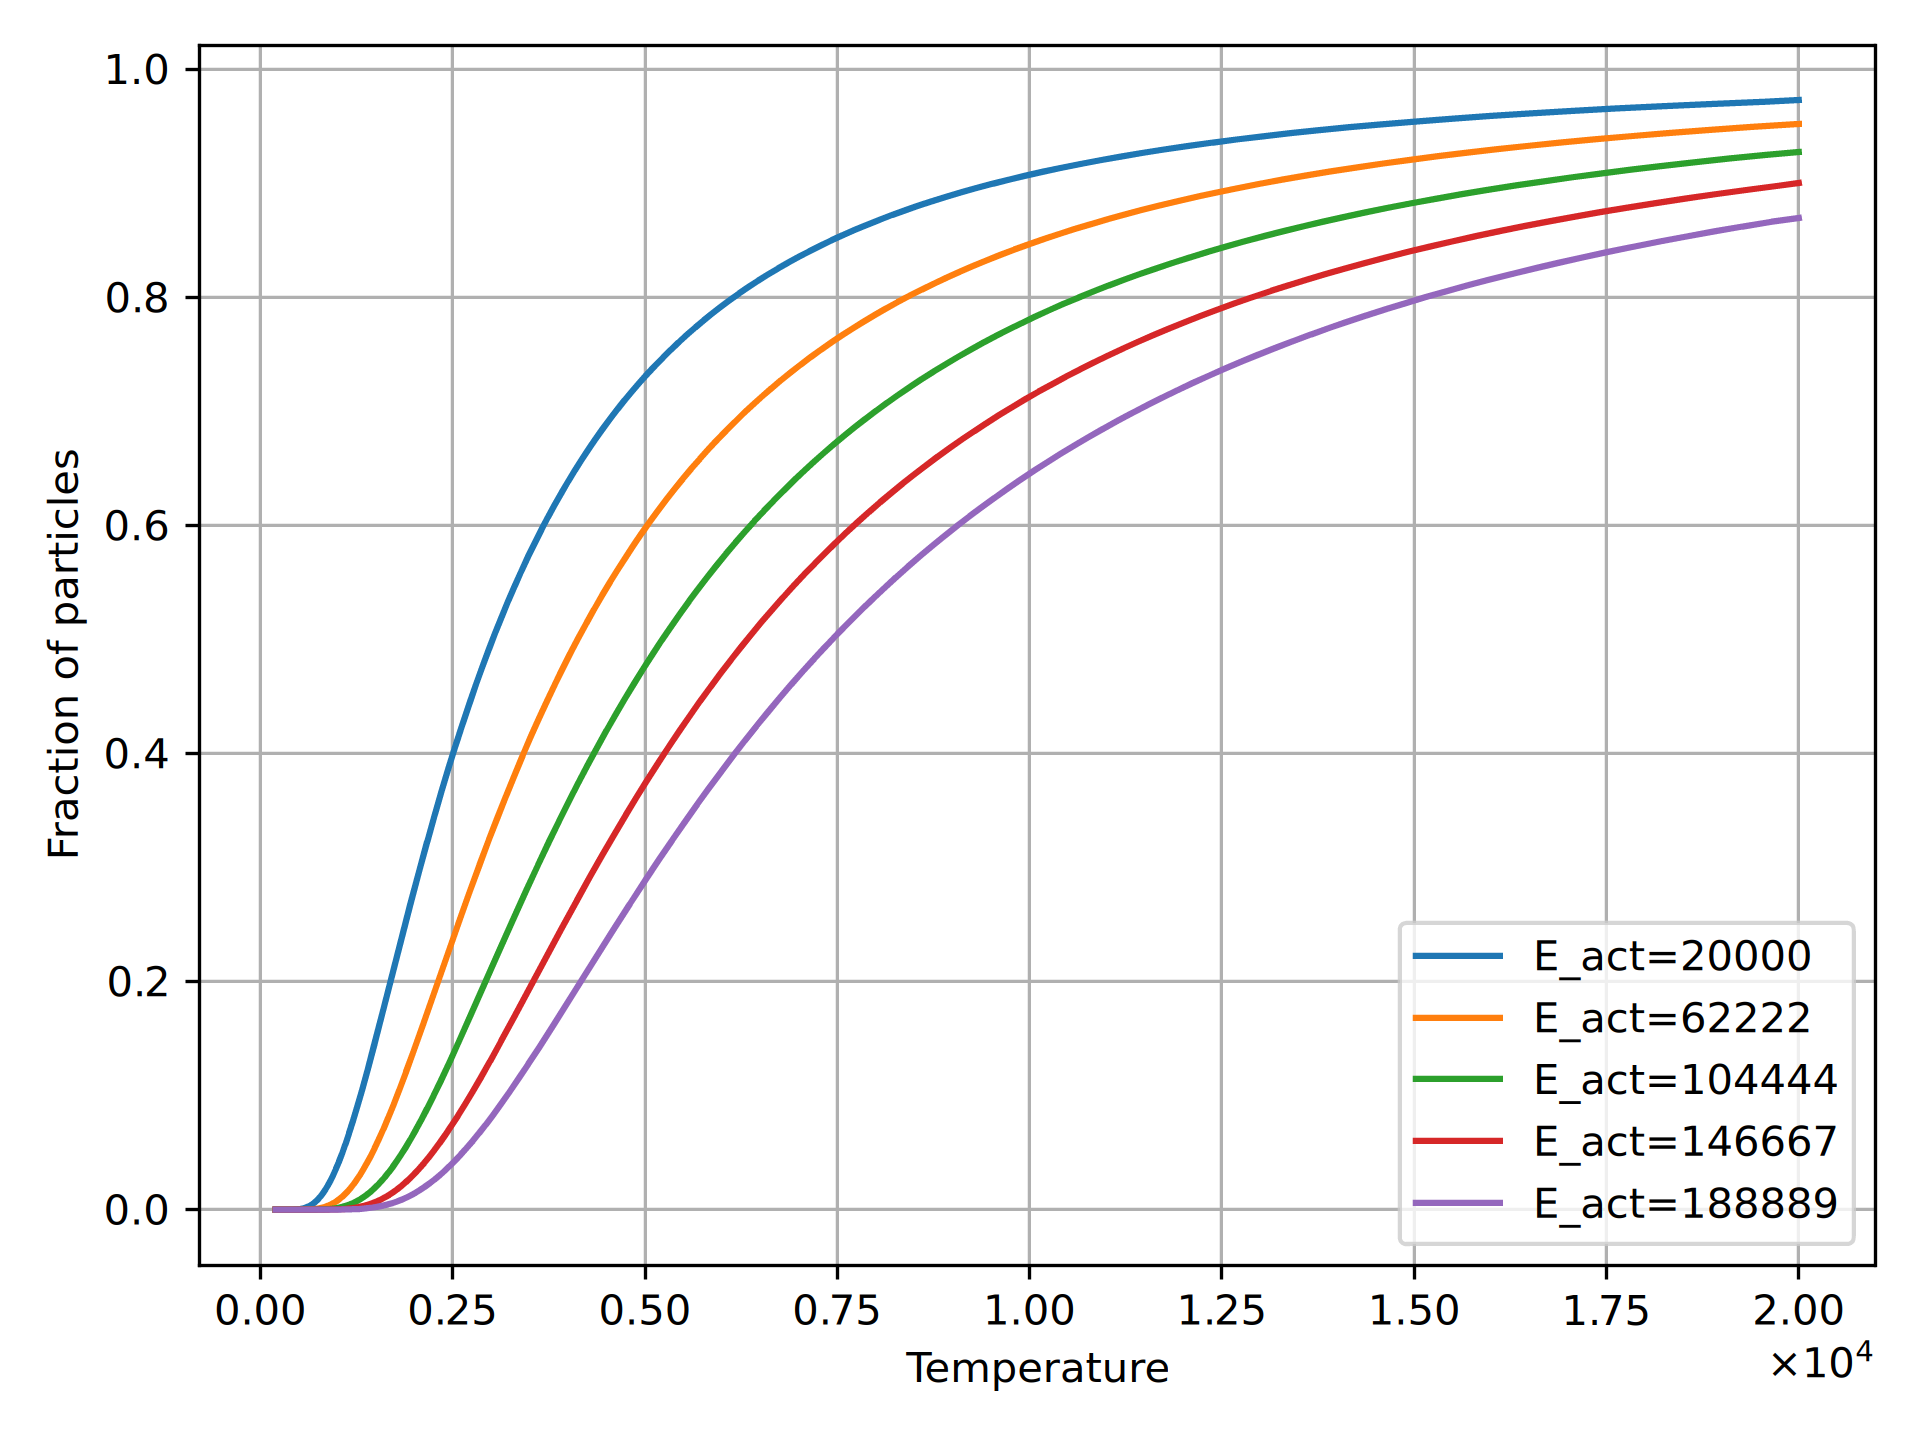 1.0
0.8
0.6
0.4
0.2
0.0
Fraction of particles
0.00 0.25 0.50 0.75 1.00 1.25 1.50 1.75 2.00
×10⁴
Temperature
E_act=20000
E_act=62222
E_act=104444
E_act=146667
E_act=188889